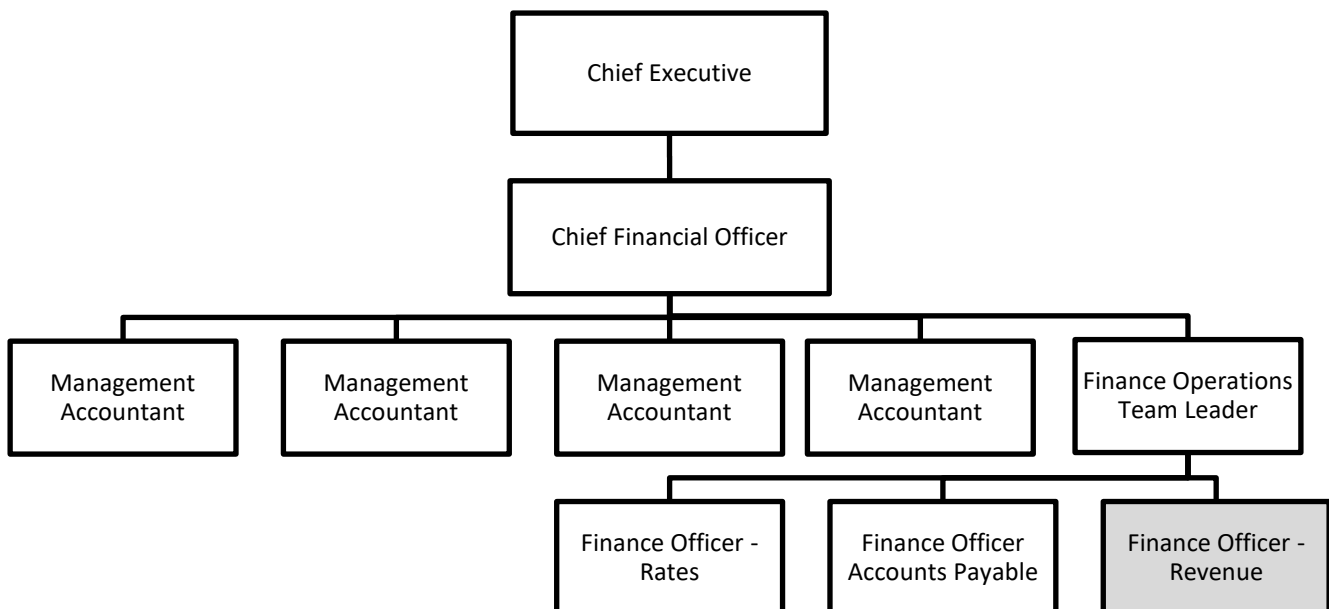 Chief Executive
Chief Financial Officer
Management
Accountant
Management
Accountant
Management
Accountant
Management
Accountant
Finance Operations
Team Leader
Finance Officer -
Rates
Finance Officer
Accounts Payable
Finance Officer -
Revenue